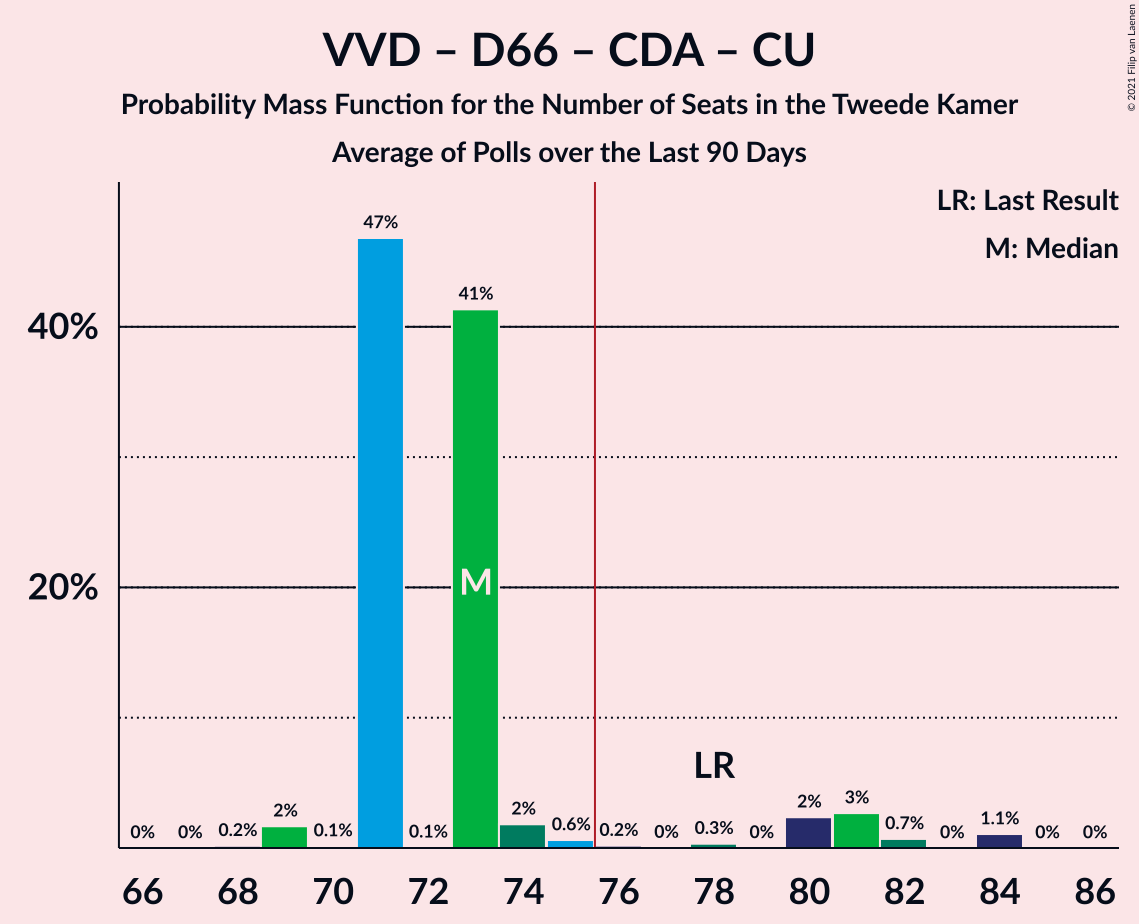 VVD – D66 – CDA – CU
Probability Mass Function for the Number of Seats in the Tweede Kamer
Average of Polls over the Last 90 Days
© 2021 Filip van Laenen
LR: Last Result
M: Median
40%
20%
0%
0%
0.2%
2%
0.1%
47%
0.1%
41%
2%
0.6%
0.2%
0%
0.3%
0%
2%
3%
0.7%
0%
1.1%
0%
0%
M
LR
66 68 70 72 74 76 78 80 82 84 86